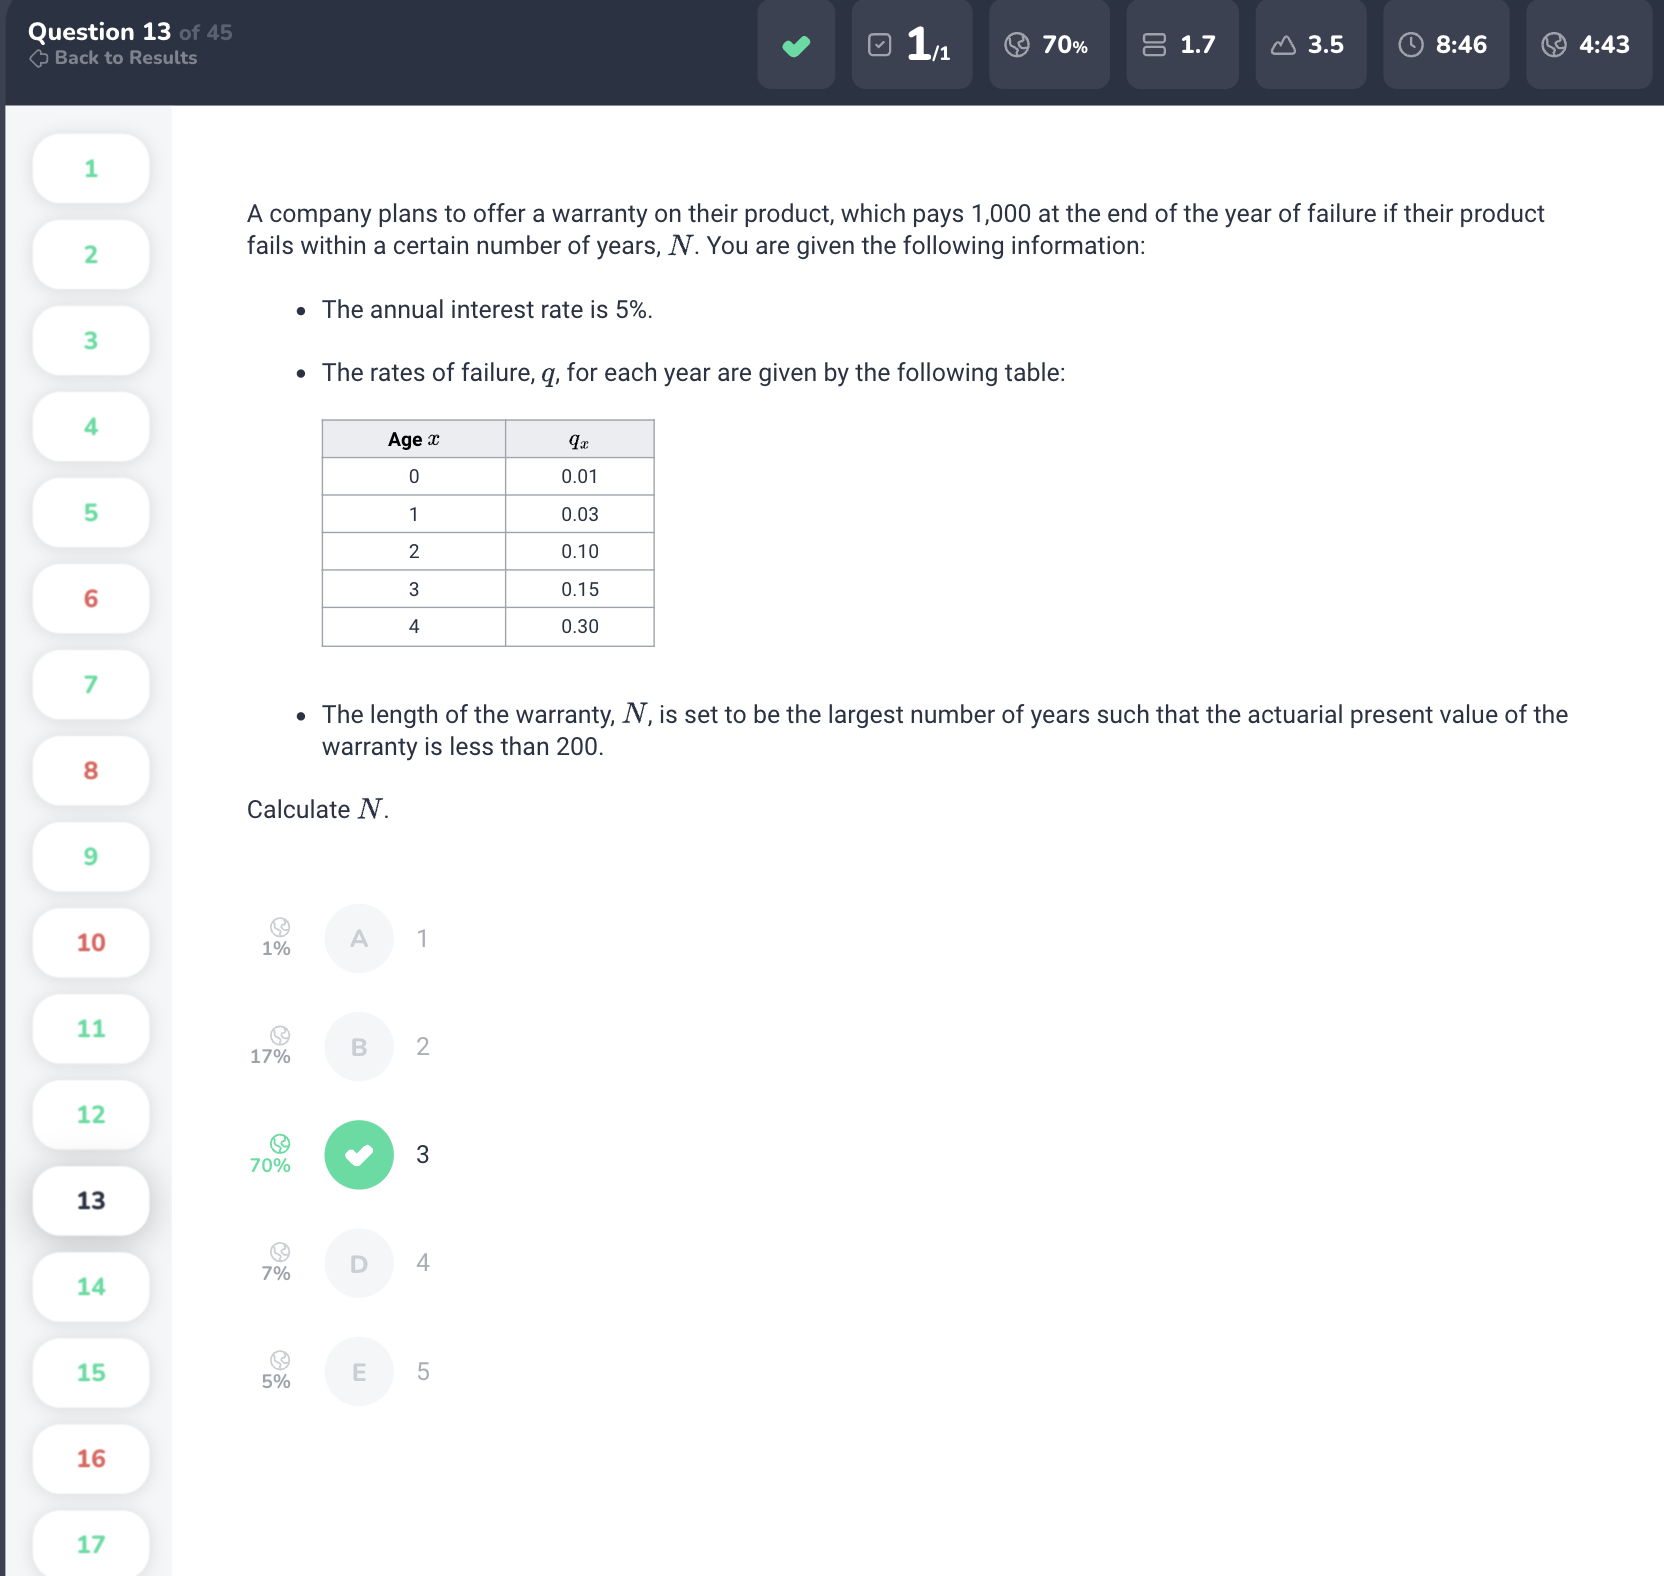 Question 13 of 45
Back to Results
1/1
70%
1.7
3.5
8:46
4:43
1
2
3
4
5
6
7
8
9
10
11
12
13
14
15
16
17
A company plans to offer a warranty on their product, which pays 1,000 at the end of the year of failure if their product
fails within a certain number of years, N. You are given the following information:
• The annual interest rate is 5%.
• The rates of failure, q, for each year are given by the following table:
Age x qₓ
0 0.01
1 0.03
2 0.10
3 0.15
4 0.30
• The length of the warranty, N, is set to be the largest number of years such that the actuarial present value of the
warranty is less than 200.
Calculate N.
1% A 1
17% B 2
70% 3
7% D 4
5% E 5